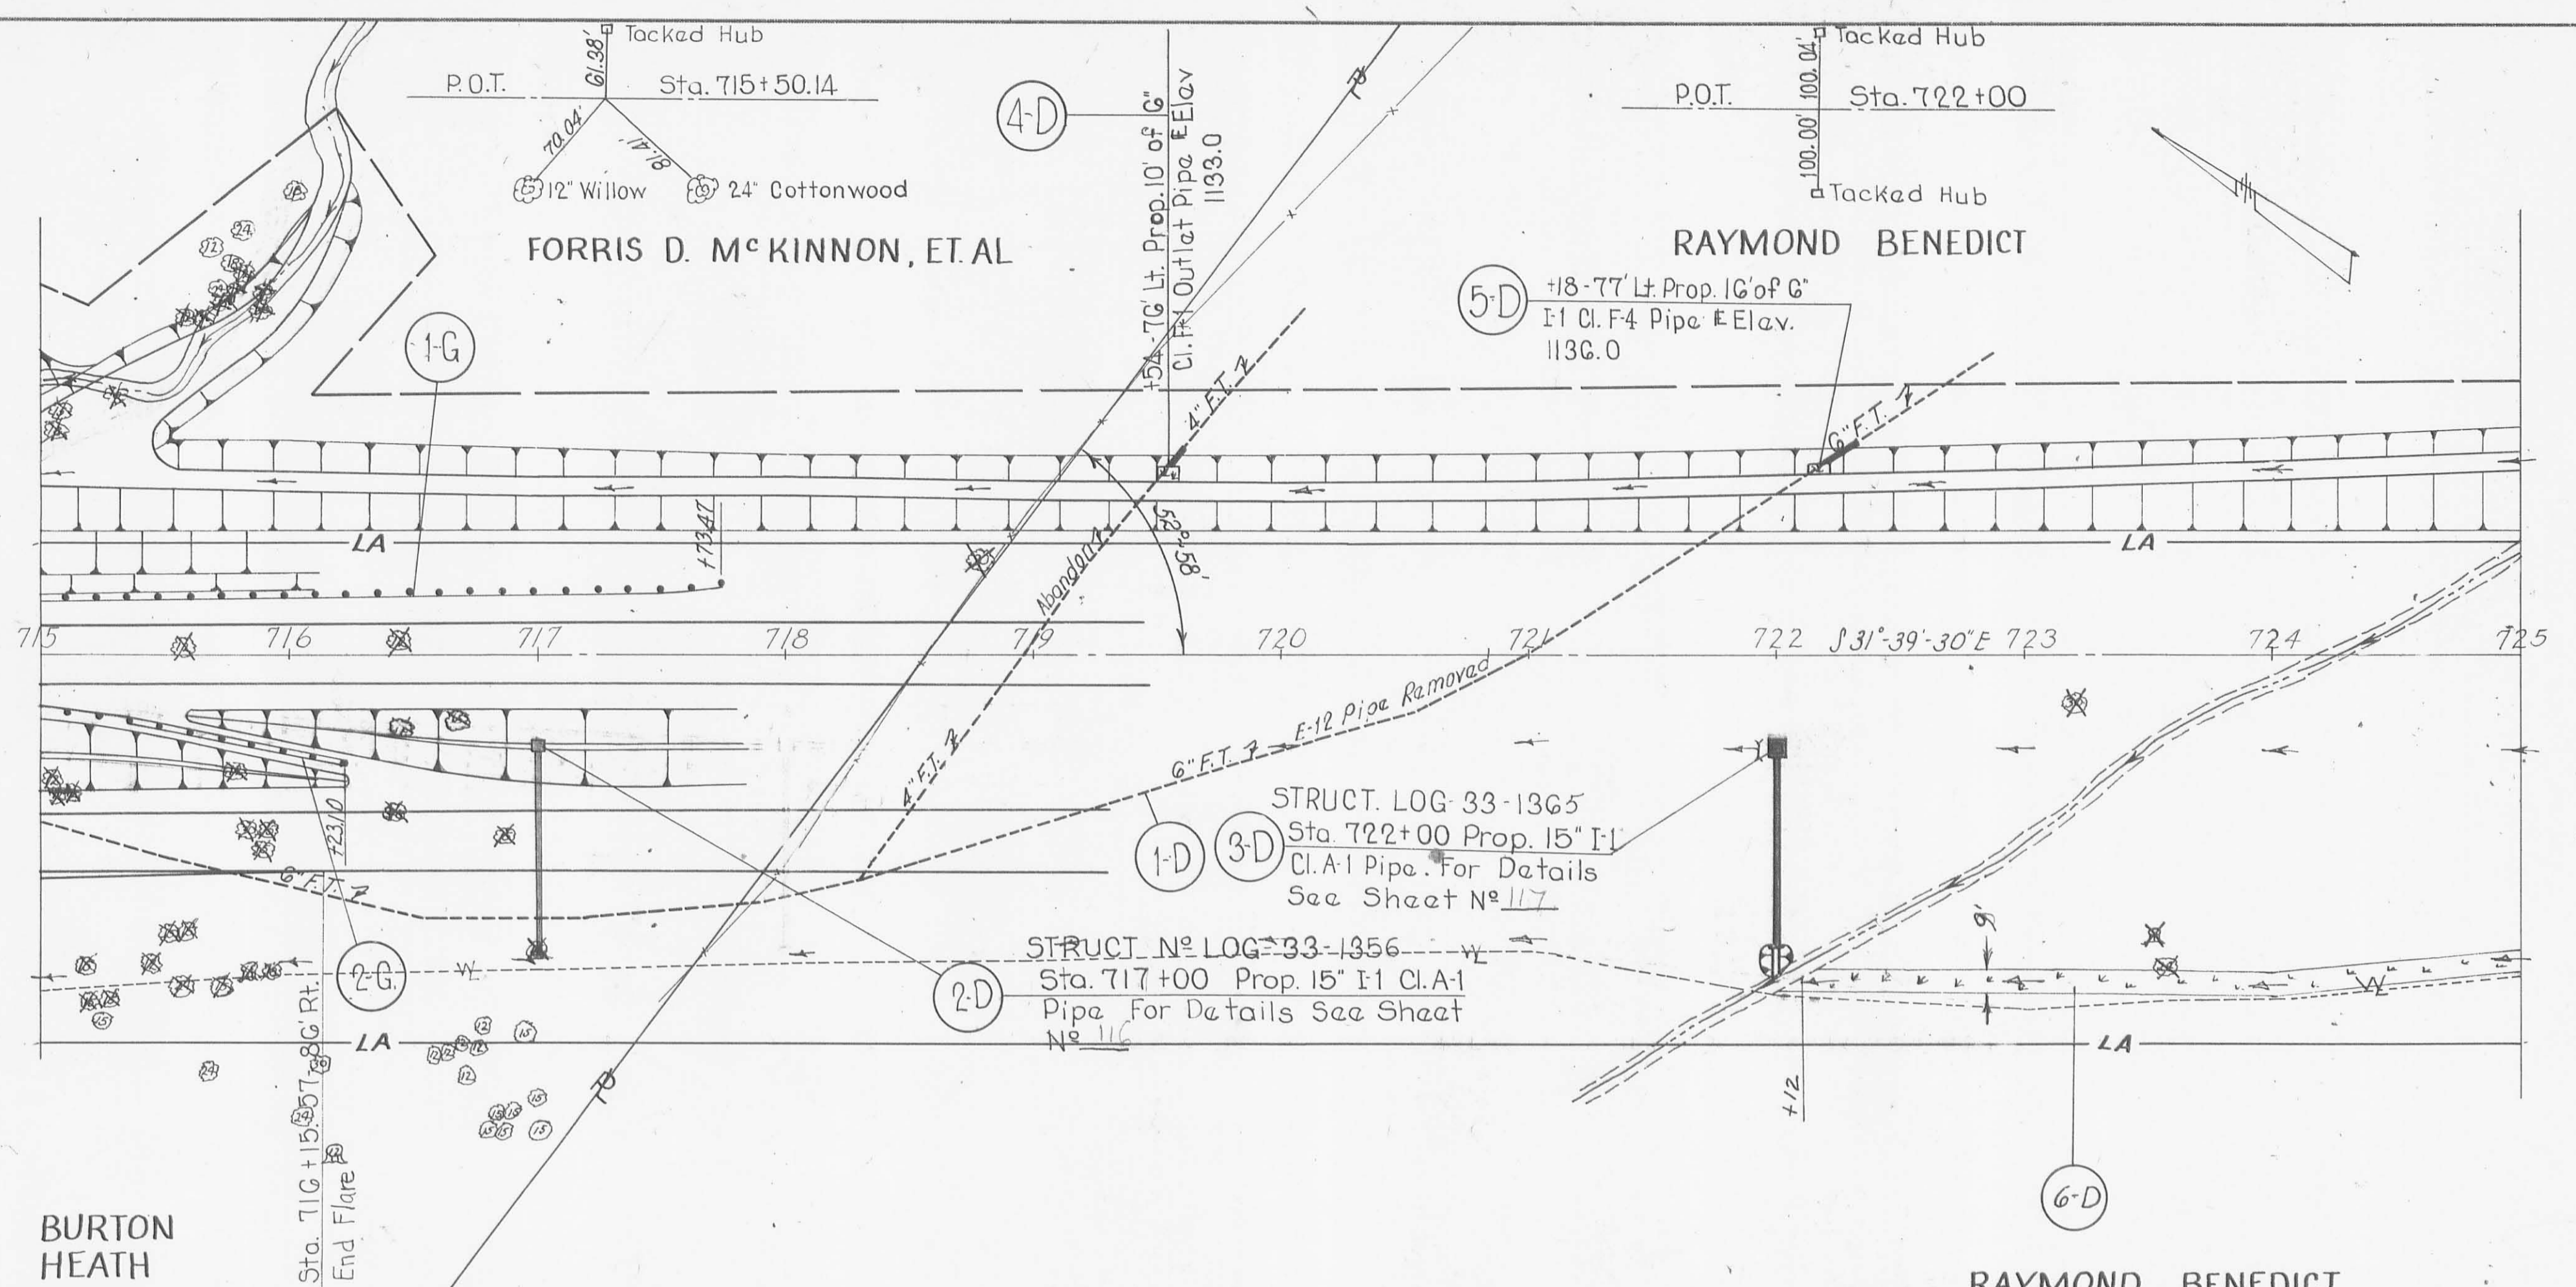 Tacked Hub
61.38'
P.O.T. Sta. 715+50.14
70.04'
81.41'
12" Willow
24" Cottonwood
FORRIS D. McKINNON, ET. AL
4-D
+54-76' Lt. Prop. 10' of 6"
Cl. F-1 Outlet Pipe ℄ Elev
1133.0
P
Tacked Hub
100.04'
P.O.T. Sta. 722+00
100.00'
Tacked Hub
RAYMOND BENEDICT
5-D
+18-77' Lt. Prop. 16' of 6"
I-1 Cl. F-4 Pipe ℄ Elev.
1136.0
1-G
4" F.T.
6" F.T.
+73.47
LA
LA
Abandon
52°-58'
715 716 717 718 719 720 721 722 S 31°-39'-30" E 723 724 725
E-12 Pipe Removed
6" F.T.
4" F.T.
+23.10
6" F.T.
1-D
3-D
STRUCT. LOG-33-1365
Sta. 722+00 Prop. 15" I-1
Cl. A-1 Pipe. For Details
See Sheet Nº 117
9'
2-G
W
STRUCT Nº LOG-33-1356
W
W
2-D
Sta. 717+00 Prop. 15" I-1 Cl. A-1
Pipe For Details See Sheet
Nº 116
LA
LA
+12
P
Sta. 716+15.57-86' Rt.
End Flare
6-D
BURTON
HEATH
RAYMOND BENEDICT